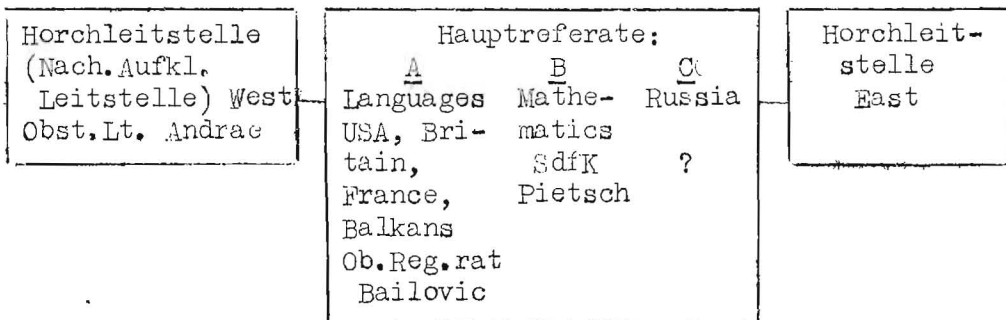 Horchleitstelle
(Nach.Aufkl.
Leitstelle) West
Obst.Lt. Andrae
Hauptreferate:
A B C
Languages Mathe- Russia
USA, Bri- matics
tain, SdfK ?
France, Pietsch
Balkans
Ob.Reg.rat
Bailovic
Horchleit-
stelle
East